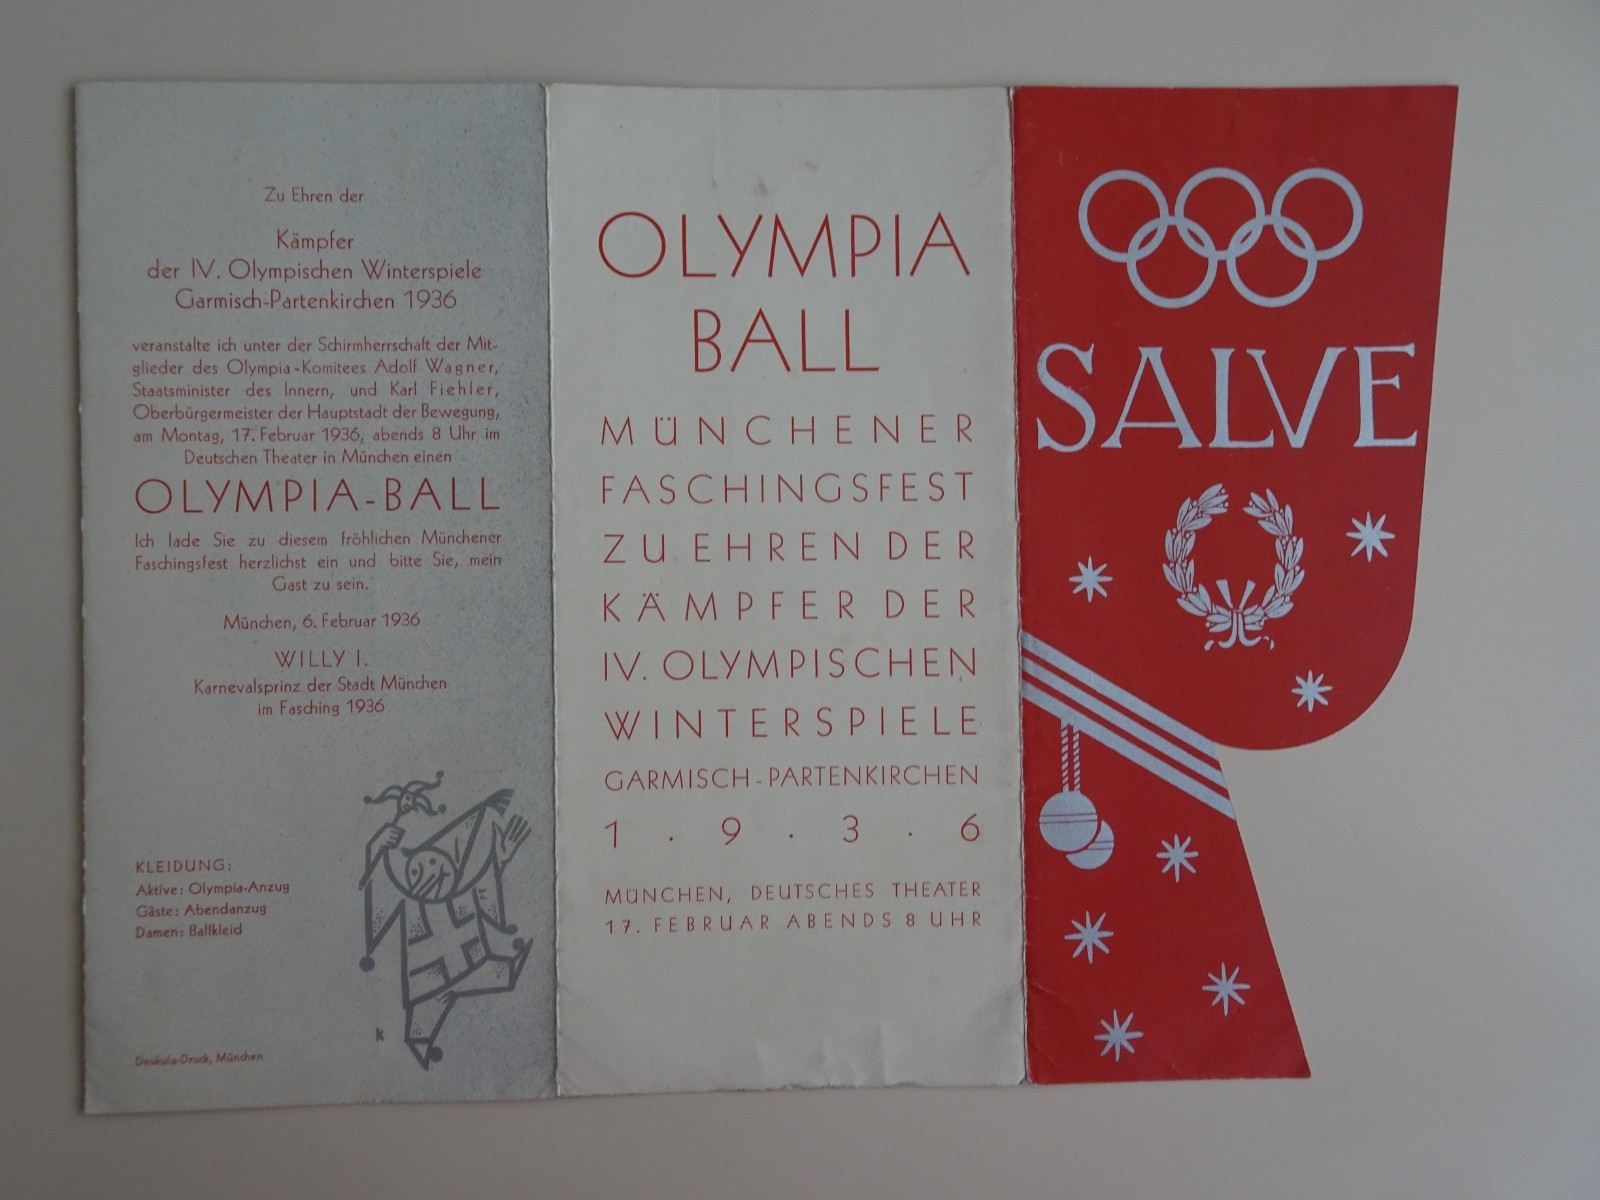 Zu Ehren der
Kämpfer
der IV. Olympischen Winterspiele
Garmisch-Partenkirchen 1936
veranstalte ich unter der Schirmherrschaft der Mit-
glieder des Olympia-Komitees Adolf Wagner,
Staatsminister des Innern, und Karl Fiehler,
Oberbürgermeister der Hauptstadt der Bewegung,
am Montag, 17. Februar 1936, abends 8 Uhr im
Deutschen Theater in München einen
OLYMPIA-BALL
Ich lade Sie zu diesem fröhlichen Münchener
Faschingsfest herzlichst ein und bitte Sie, mein
Gast zu sein.
München, 6. Februar 1936
WILLY I.
Karnevalsprinz der Stadt München
im Fasching 1936
KLEIDUNG:
Aktive: Olympia-Anzug
Gäste: Abendanzug
Damen: Ballkleid
K
Deukula-Druck, München
OLYMPIA
BALL
MÜNCHENER
FASCHINGSFEST
ZU EHREN DER
KÄMPFER DER
IV. OLYMPISCHEN
WINTERSPIELE
GARMISCH-PARTENKIRCHEN
1 . 9 . 3 . 6
MÜNCHEN, DEUTSCHES THEATER
17. FEBRUAR ABENDS 8 UHR
SALVE